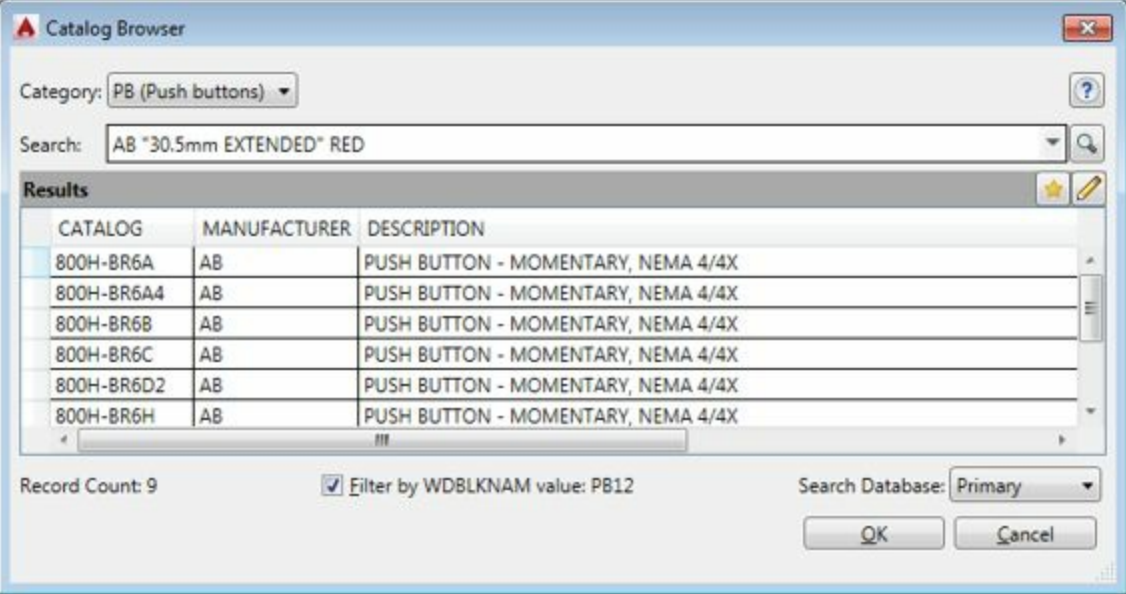 Catalog Browser
Category: PB (Push buttons)
Search: AB "30.5mm EXTENDED" RED
Results
CATALOG MANUFACTURER DESCRIPTION
800H-BR6A AB PUSH BUTTON - MOMENTARY, NEMA 4/4X
800H-BR6A4 AB PUSH BUTTON - MOMENTARY, NEMA 4/4X
800H-BR6B AB PUSH BUTTON - MOMENTARY, NEMA 4/4X
800H-BR6C AB PUSH BUTTON - MOMENTARY, NEMA 4/4X
800H-BR6D2 AB PUSH BUTTON - MOMENTARY, NEMA 4/4X
800H-BR6H AB PUSH BUTTON - MOMENTARY, NEMA 4/4X
Record Count: 9 Filter by WDBLKNAM value: PB12 Search Database: Primary
OK Cancel